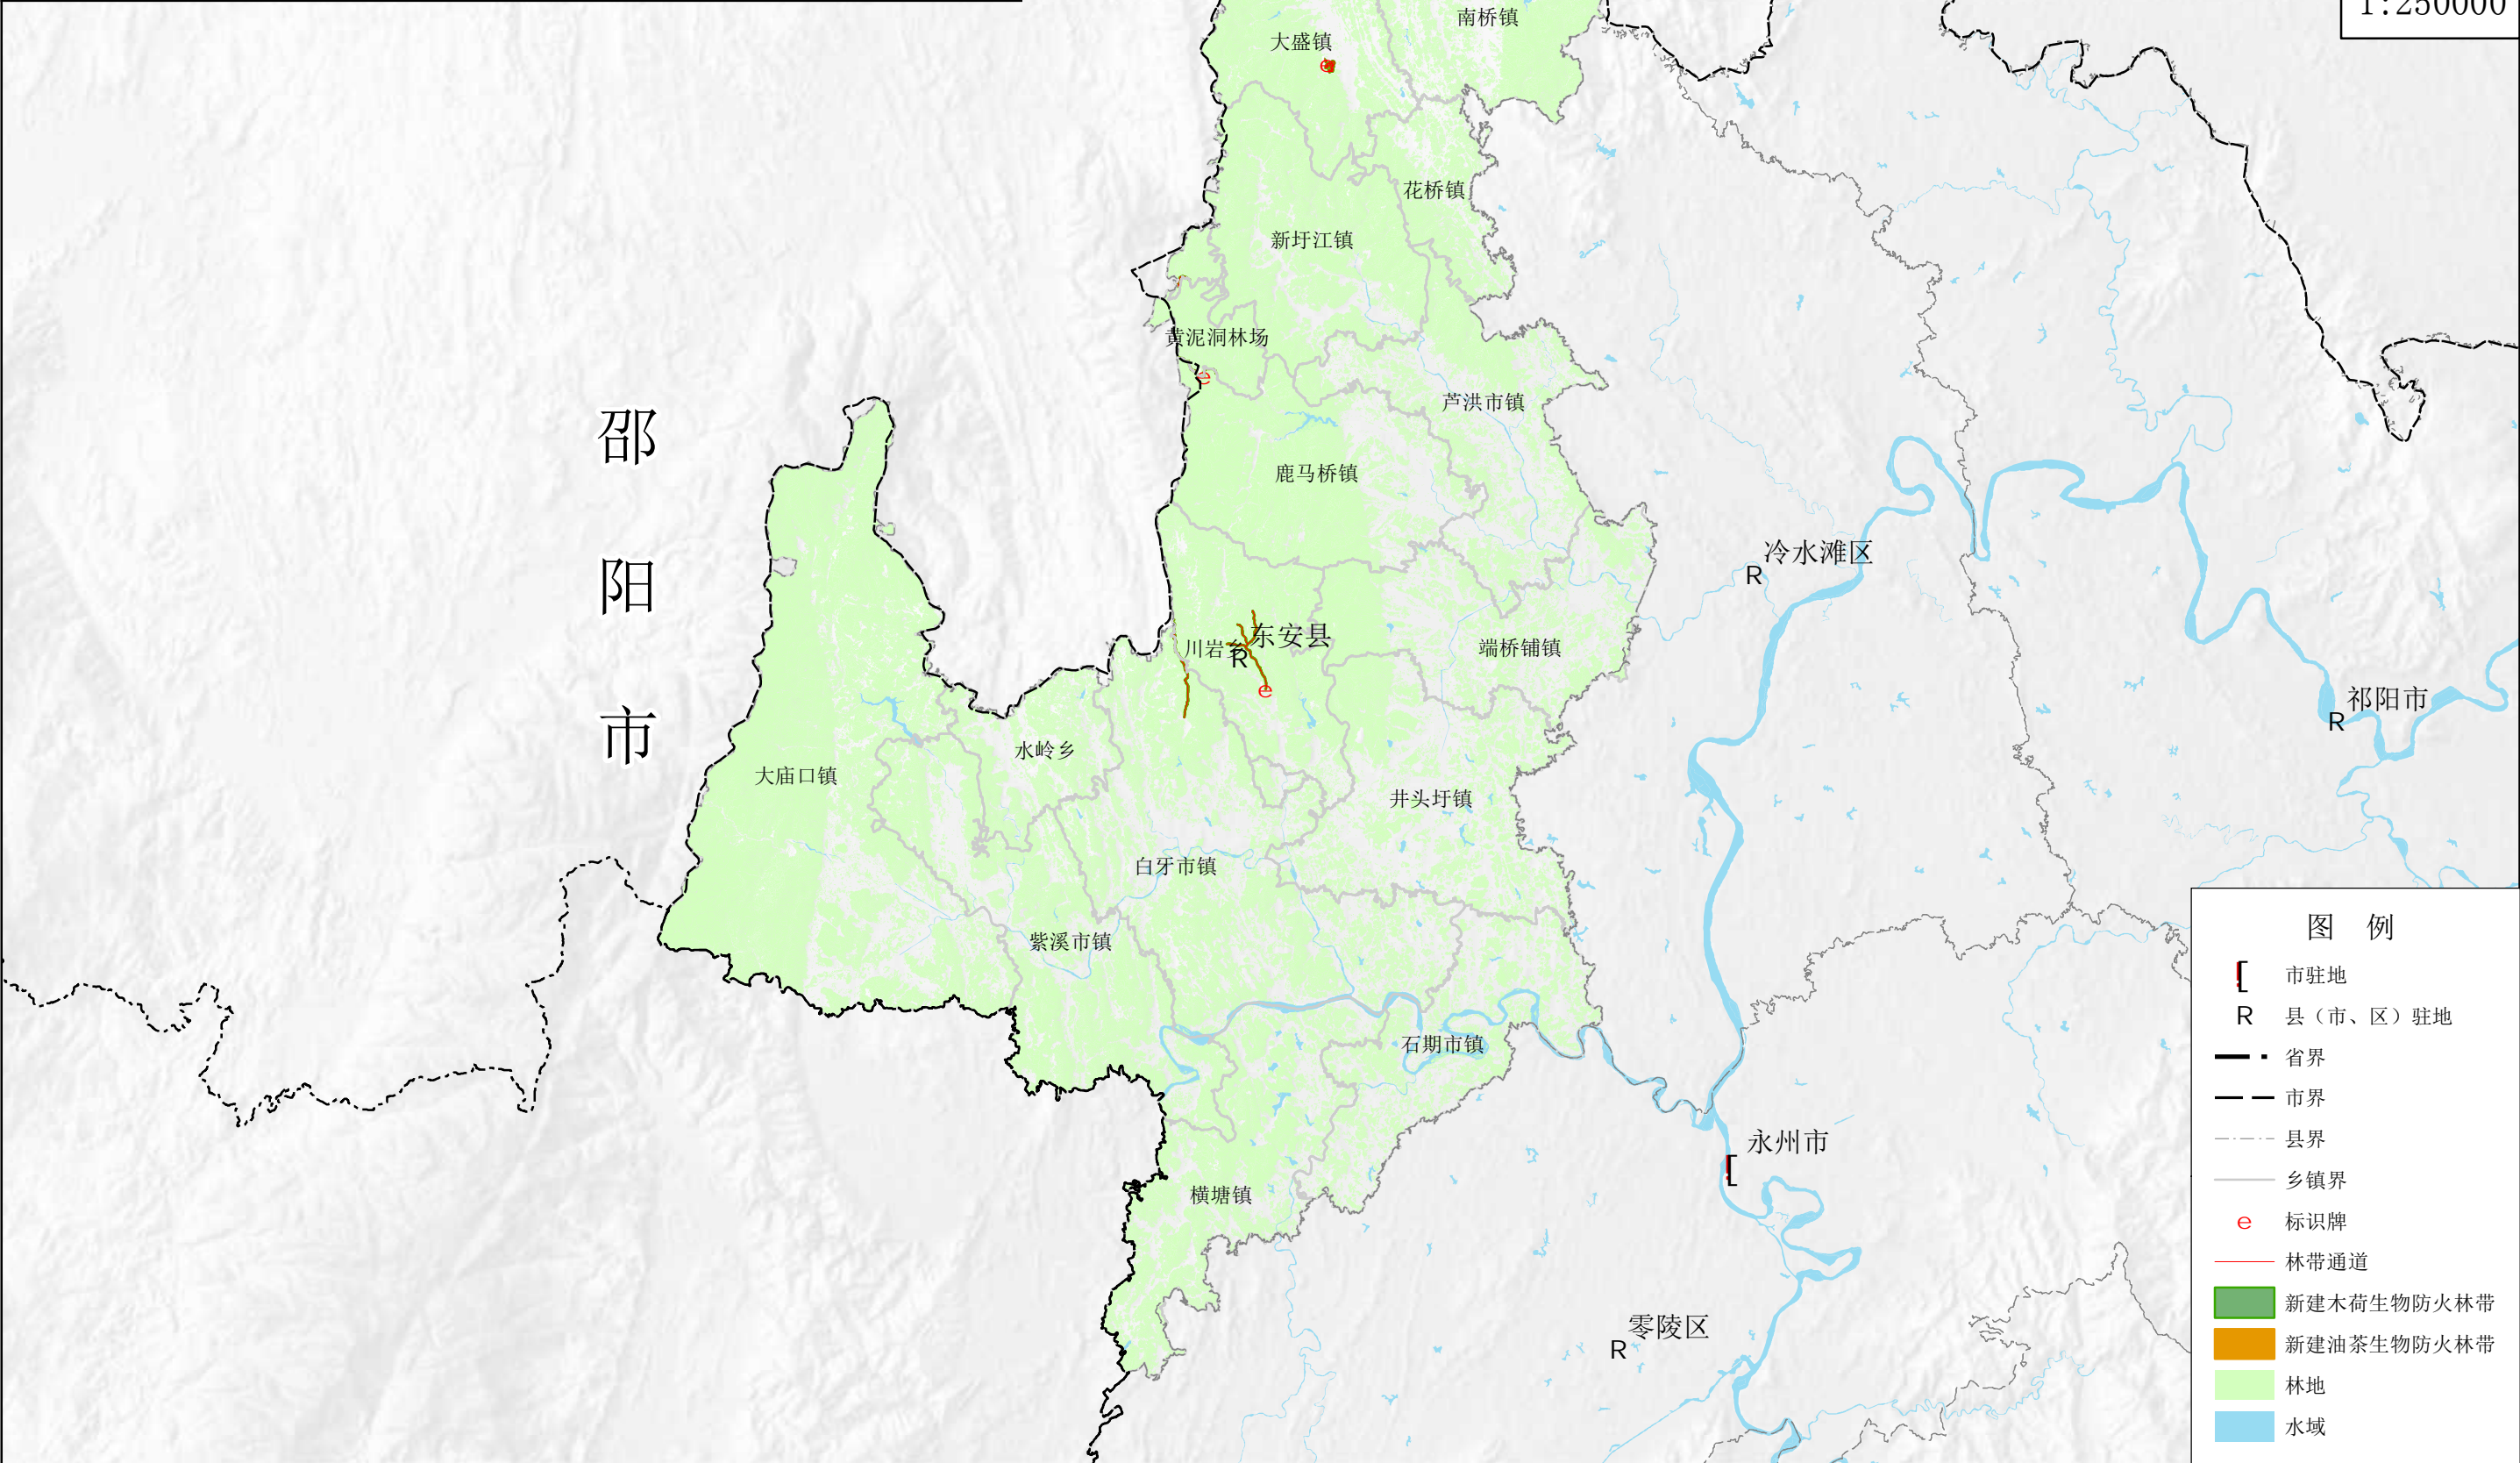 1:250000
南桥镇
大盛镇
e
花桥镇
新圩江镇
黄泥洞林场
e
芦洪市镇
鹿马桥镇
邵
阳
市
冷水滩区
R
东安县
川岩乡
R
e
端桥铺镇
祁阳市
R
水岭乡
大庙口镇
井头圩镇
白牙市镇
紫溪市镇
石期市镇
永州市
[
横塘镇
零陵区
R
图 例
[ 市驻地
R 县（市、区）驻地
省界
市界
县界
乡镇界
e 标识牌
林带通道
新建木荷生物防火林带
新建油茶生物防火林带
林地
水域